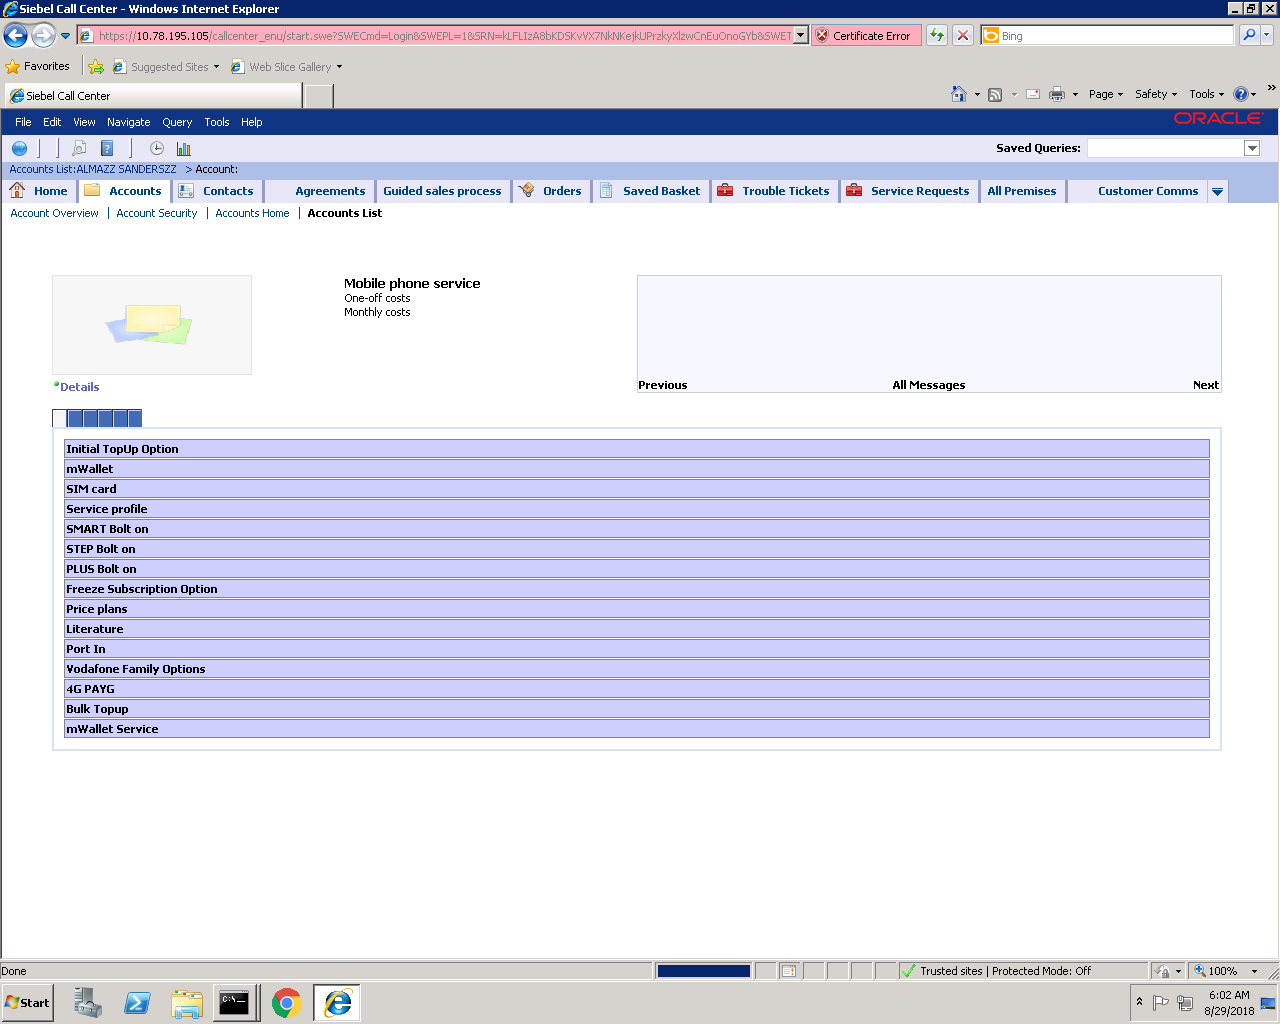 Siebel Call Center - Windows Internet Explorer
https://10.78.195.105/callcenter_enu/start.swe?SWECmd=Login&SWEPL=1&SRN= Certificate Error Bing
Favorites Suggested Sites Web Slice Gallery
Siebel Call Center Page Safety Tools »
File Edit View Navigate Query Tools Help ORACLE
Saved Queries:
Accounts List:ALMAZZ SANDERSZZ > Account:
Home Accounts Contacts Agreements Guided sales process Orders Saved Basket Trouble Tickets Service Requests All Premises Customer Comms
Account Overview | Account Security | Accounts Home | Accounts List
Mobile phone service
One-off costs
Monthly costs
Previous All Messages Next
*Details
Initial TopUp Option
mWallet
SIM card
Service profile
SMART Bolt on
STEP Bolt on
PLUS Bolt on
Freeze Subscription Option
Price plans
Literature
Port In
Vodafone Family Options
4G PAYG
Bulk Topup
mWallet Service
Done Trusted sites | Protected Mode: Off 100%
Start C:\. 6:02 AM
8/29/2018